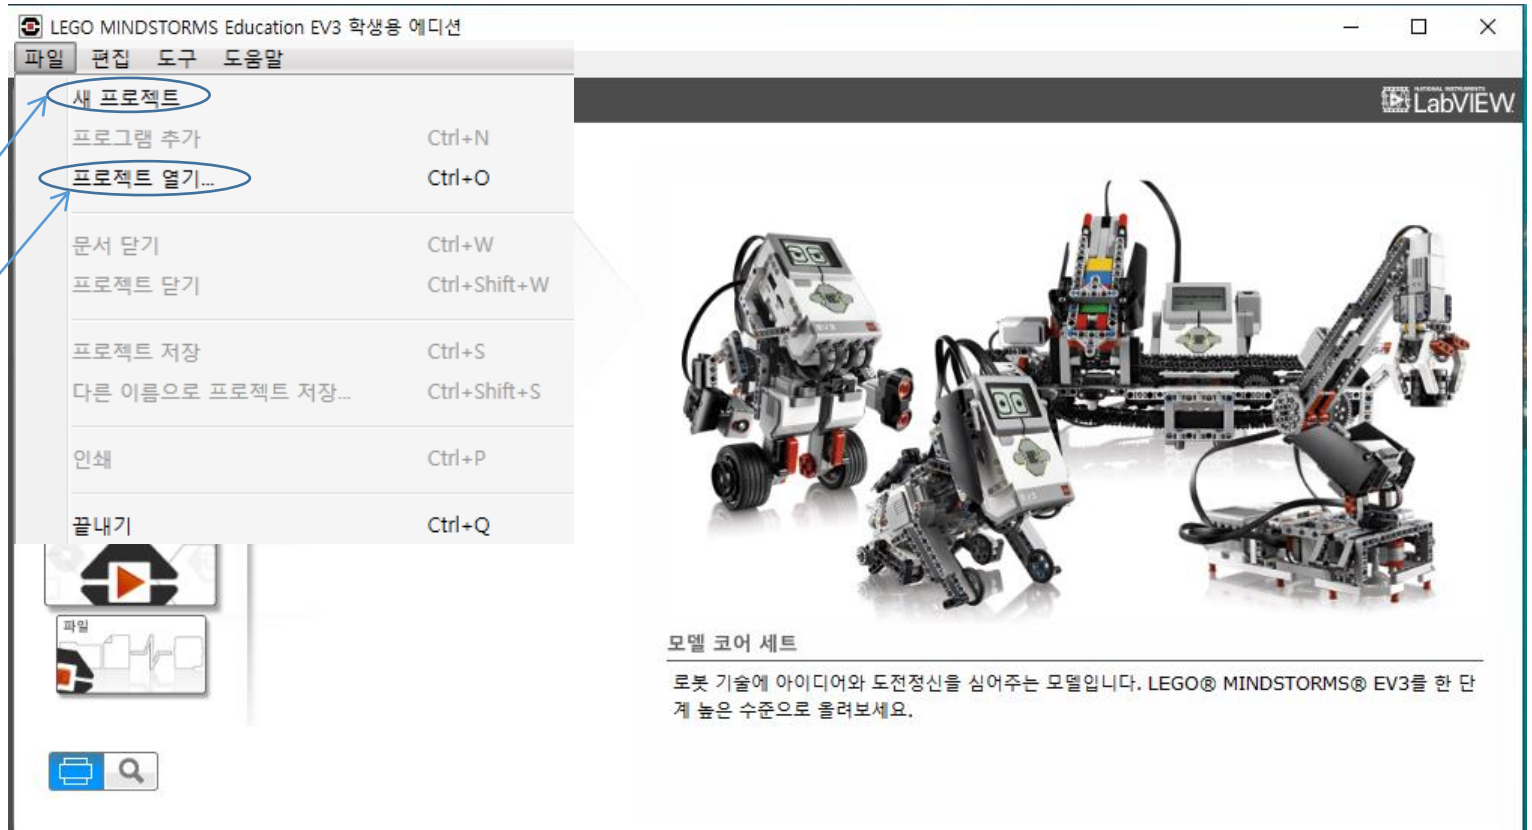 LEGO MINDSTORMS Education EV3 학생용 에디션
파일 편집 도구 도움말
새 프로젝트
프로그램 추가 Ctrl+N
프로젝트 열기... Ctrl+O
문서 닫기 Ctrl+W
프로젝트 닫기 Ctrl+Shift+W
프로젝트 저장 Ctrl+S
다른 이름으로 프로젝트 저장... Ctrl+Shift+S
인쇄 Ctrl+P
끝내기 Ctrl+Q
NATIONAL INSTRUMENTS
LabVIEW
파일
모델 코어 세트
로봇 기술에 아이디어와 도전정신을 심어주는 모델입니다. LEGO® MINDSTORMS® EV3를 한 단
계 높은 수준으로 올려보세요.